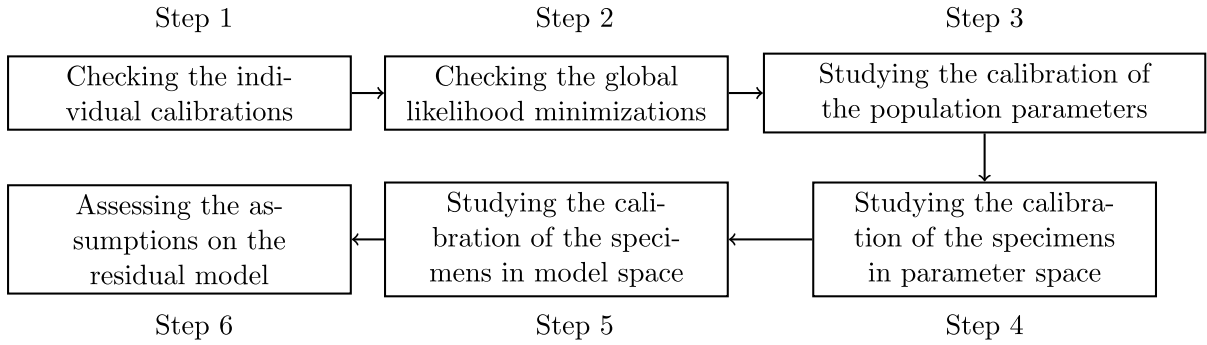 Step 1
Step 2
Step 3
Checking the indi-
vidual calibrations
Checking the global
likelihood minimizations
Studying the calibration of
the population parameters
Studying the calibra-
tion of the specimens
in parameter space
Studying the cali-
bration of the speci-
mens in model space
Assessing the as-
sumptions on the
residual model
Step 6
Step 5
Step 4